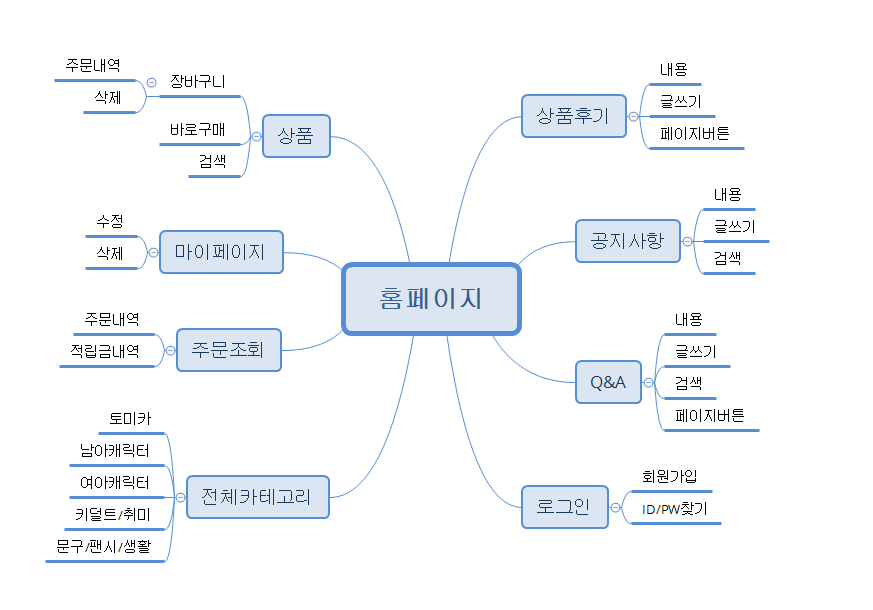 홈페이지
상품
장바구니
주문내역
삭제
바로구매
검색
마이페이지
수정
삭제
주문조회
주문내역
적립금내역
전체카테고리
토미카
남아캐릭터
여아캐릭터
키덜트/취미
문구/팬시/생활
상품후기
내용
글쓰기
페이지버튼
공지사항
내용
글쓰기
검색
Q&A
내용
글쓰기
검색
페이지버튼
로그인
회원가입
ID/PW찾기